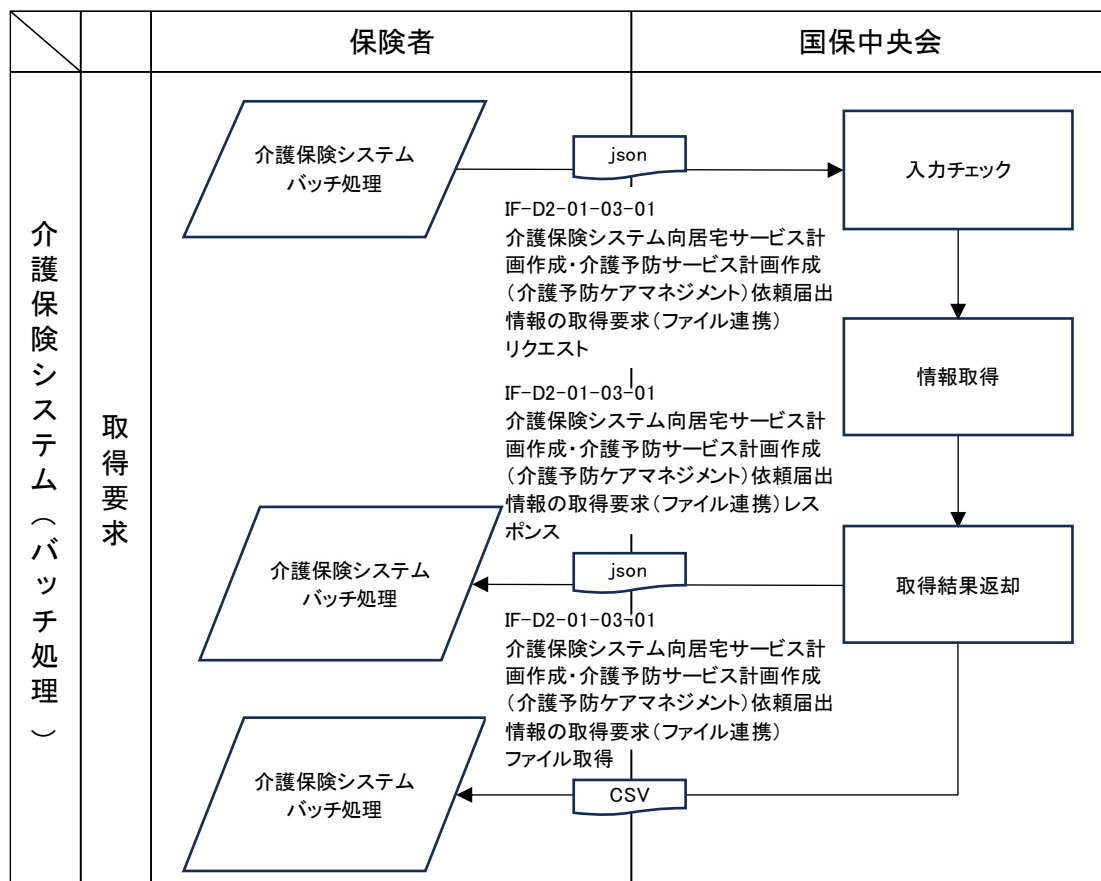 保険者
国保中央会
介護保険システム（バッチ処理）
取得要求
介護保険システム
バッチ処理
json
入力チェック
IF-D2-01-03-01
介護保険システム向居宅サービス計
画作成・介護予防サービス計画作成
（介護予防ケアマネジメント）依頼届出
情報の取得要求（ファイル連携）
リクエスト
情報取得
IF-D2-01-03-01
介護保険システム向居宅サービス計
画作成・介護予防サービス計画作成
（介護予防ケアマネジメント）依頼届出
情報の取得要求（ファイル連携）レス
ポンス
介護保険システム
バッチ処理
json
取得結果返却
IF-D2-01-03-01
介護保険システム向居宅サービス計
画作成・介護予防サービス計画作成
（介護予防ケアマネジメント）依頼届出
情報の取得要求（ファイル連携）
ファイル取得
介護保険システム
バッチ処理
CSV